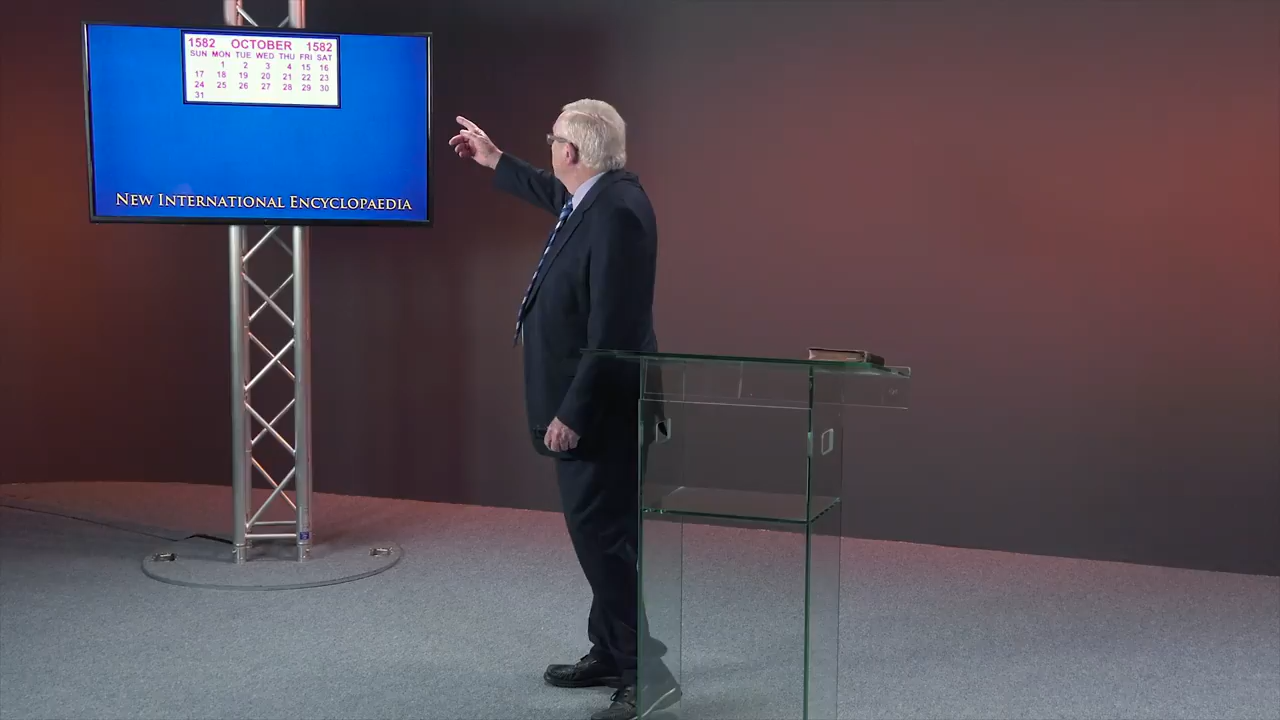 1582 OCTOBER 1582
SUN MON TUE WED THU FRI SAT
1 2 3 4 15 16
17 18 19 20 21 22 23
24 25 26 27 28 29 30
31
NEW INTERNATIONAL ENCYCLOPAEDIA